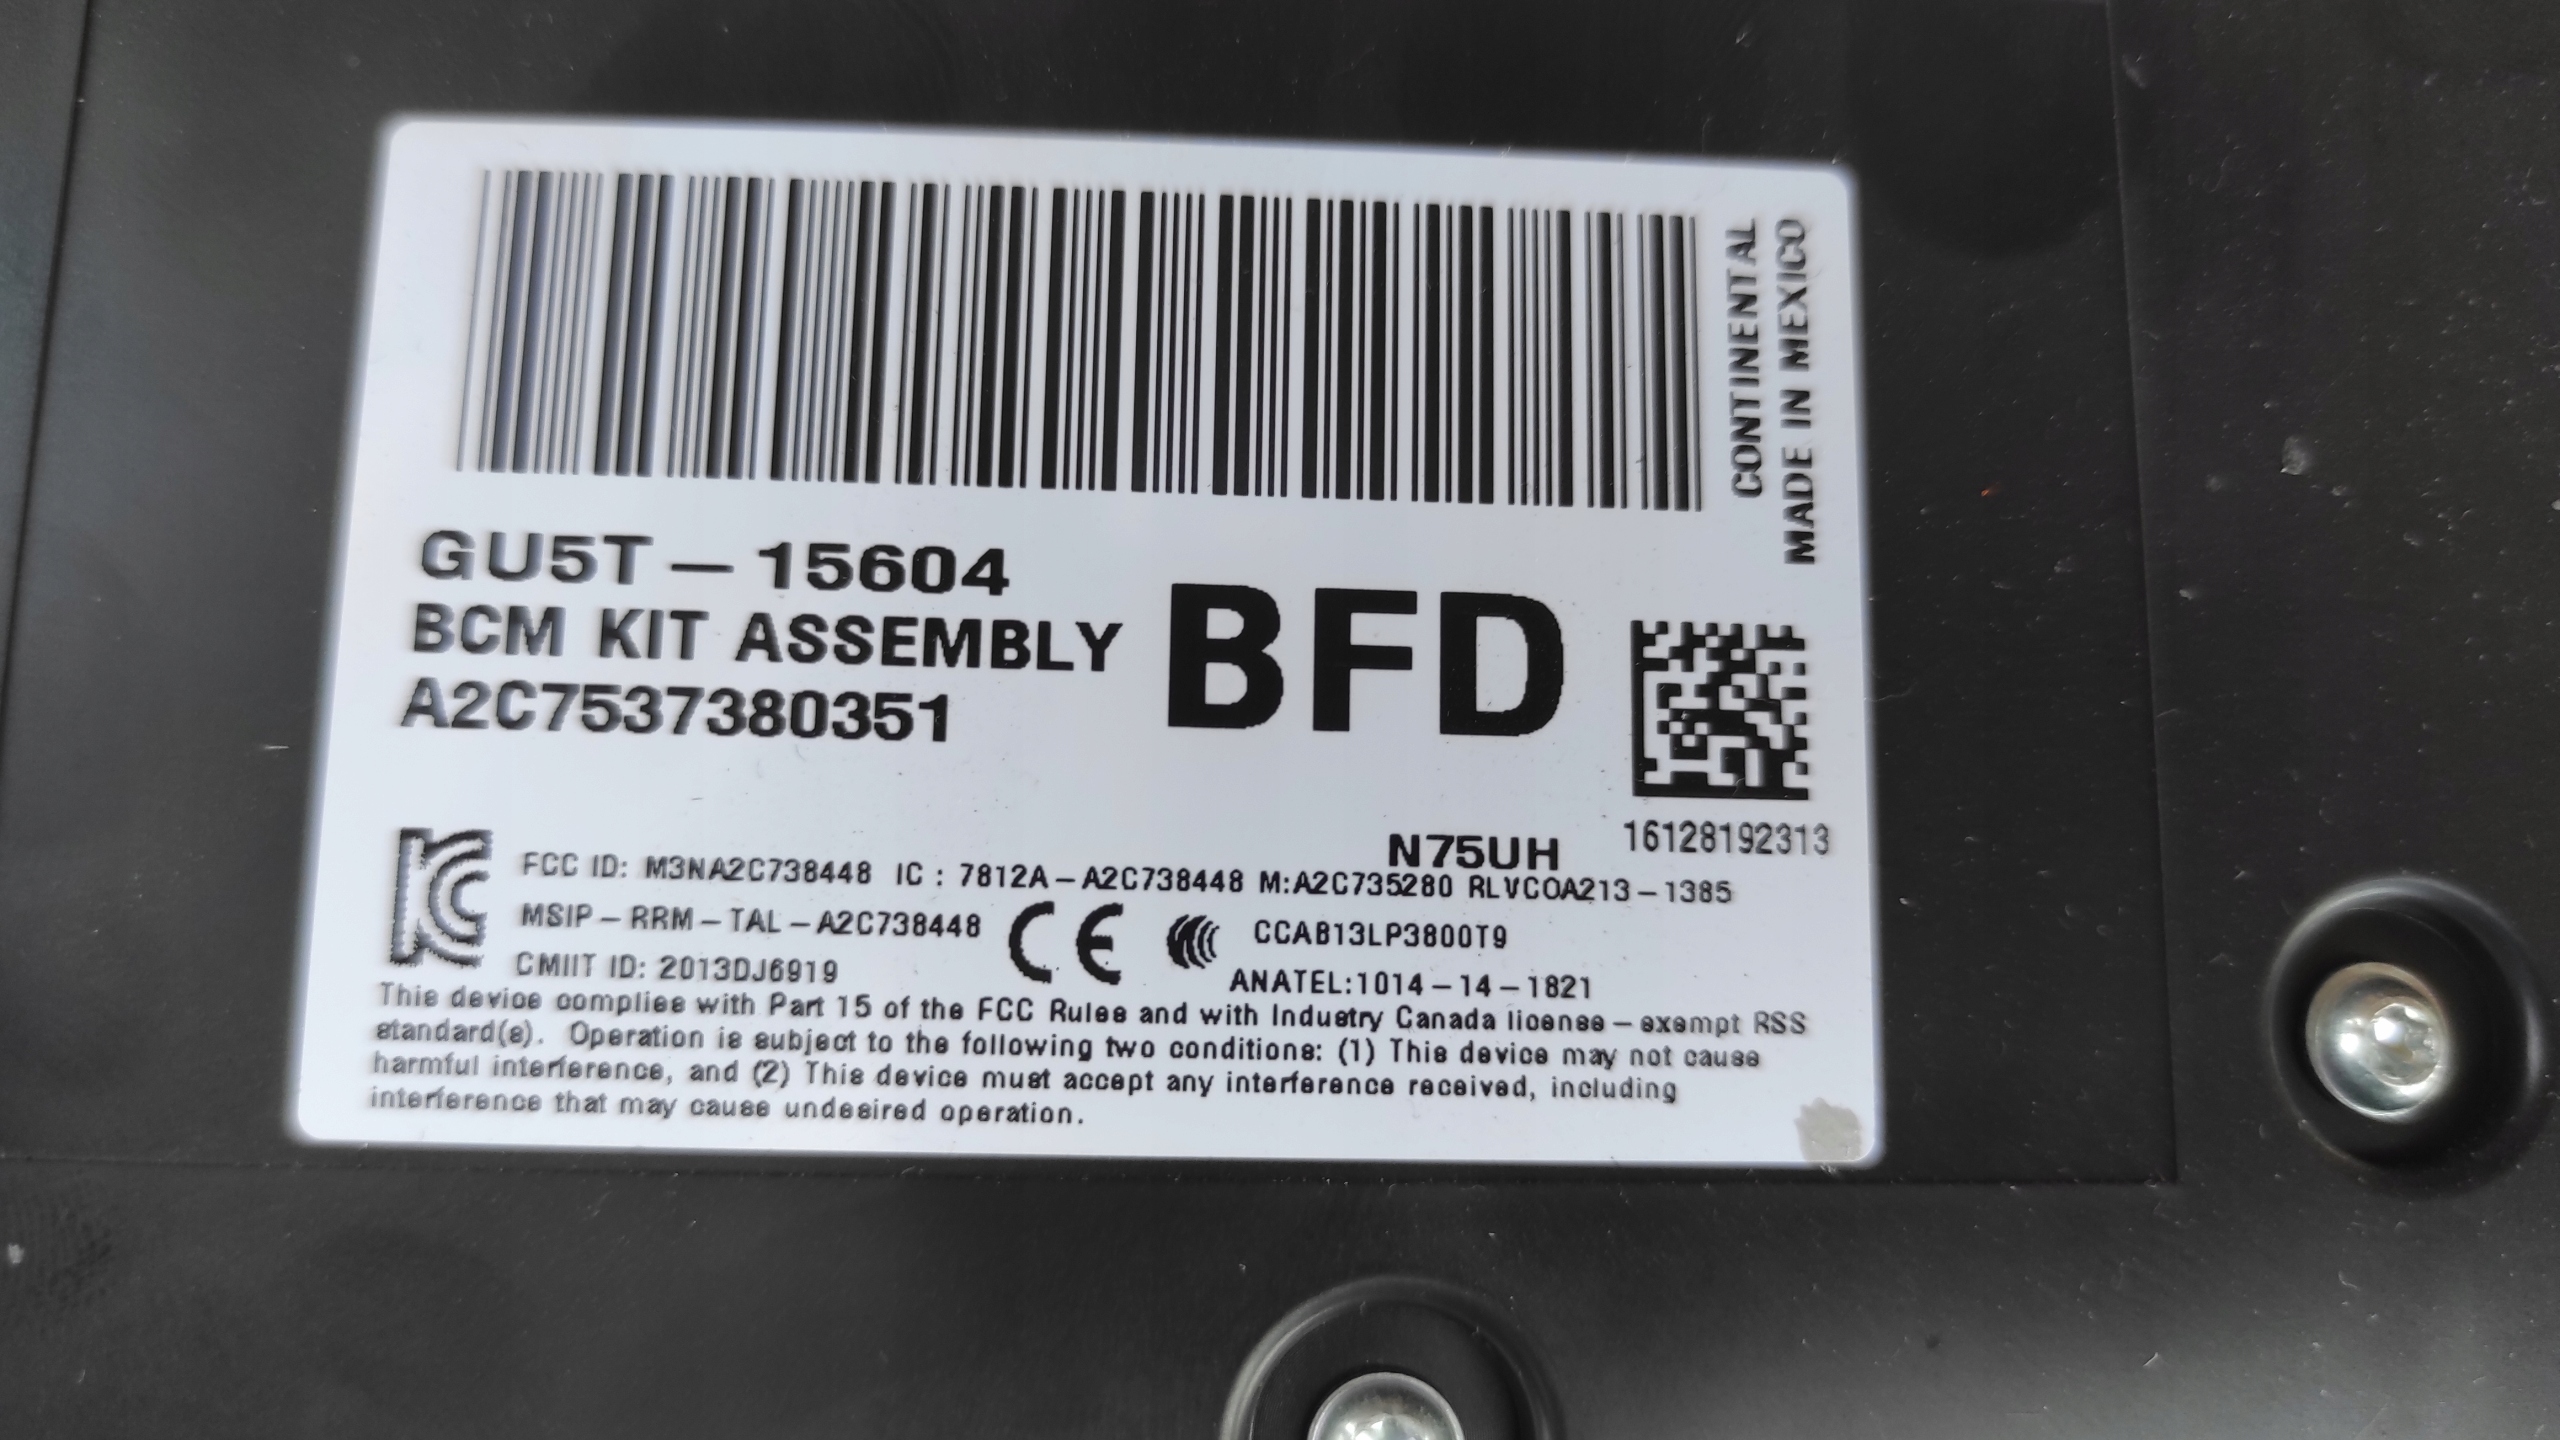 CONTINENTAL
MADE IN MEXICO
GU5T-15604
BCM KIT ASSEMBLY
A2C7537380351
BFD
16128192313
N75UH
FCC ID: M3NA2C738448 IC : 7812A-A2C738448 M:A2C735280 RLVCOA213-1385
MSIP-RRM-TAL-A2C738448 CE CCAB13LP3800T9
CMIIT ID: 2013DJ6919 ANATEL:1014-14-1821
This device complies with Part 15 of the FCC Rules and with Industry Canada license-exempt RSS
standard(s). Operation is subject to the following two conditions: (1) This device may not cause
harmful interference, and (2) This device must accept any interference received, including
interference that may cause undesired operation.